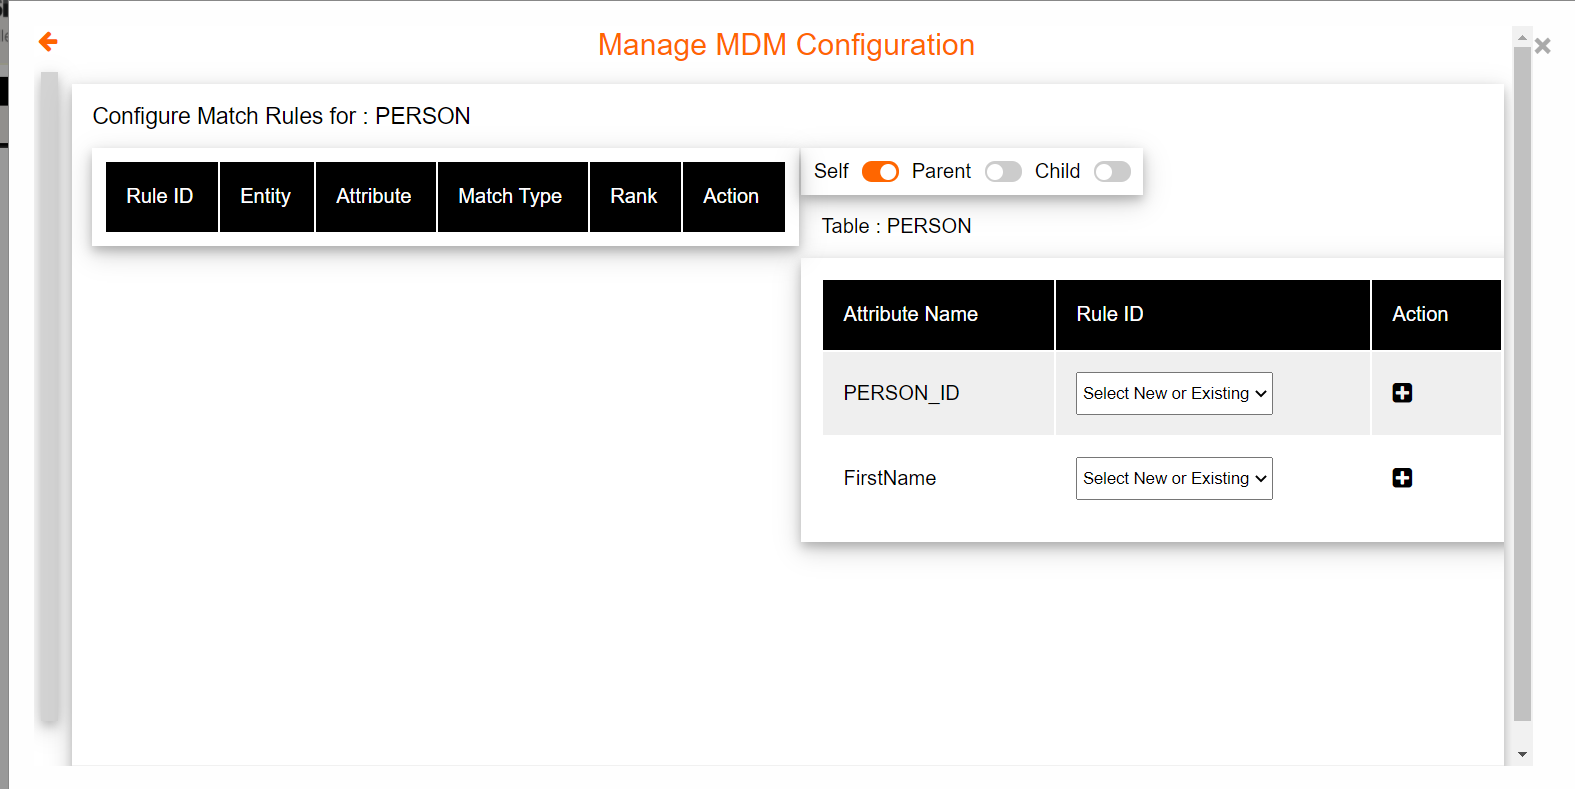 Manage MDM Configuration
Configure Match Rules for : PERSON
Rule ID Entity Attribute Match Type Rank Action
Self Parent Child
Table : PERSON
Attribute Name Rule ID Action
PERSON_ID Select New or Existing
FirstName Select New or Existing